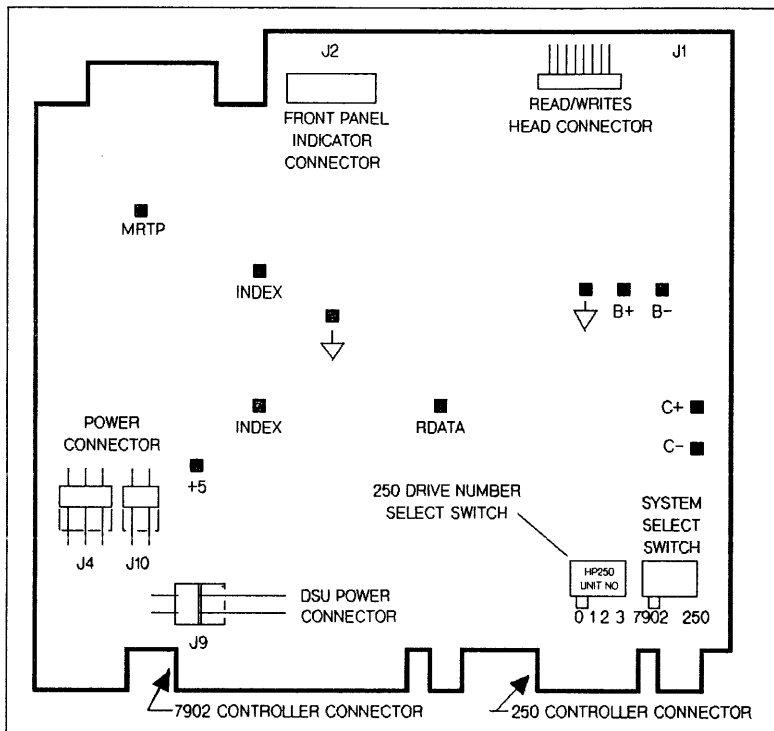 J2
J1
FRONT PANEL
INDICATOR
CONNECTOR
READ/WRITES
HEAD CONNECTOR
MRTP
INDEX
B+ B-
INDEX
RDATA
C+
C-
POWER
CONNECTOR
+5
J4 J10
250 DRIVE NUMBER
SELECT SWITCH
SYSTEM
SELECT
SWITCH
HP250
UNIT NO
0 1 2 3 7902 250
DSU POWER
CONNECTOR
J9
7902 CONTROLLER CONNECTOR
250 CONTROLLER CONNECTOR